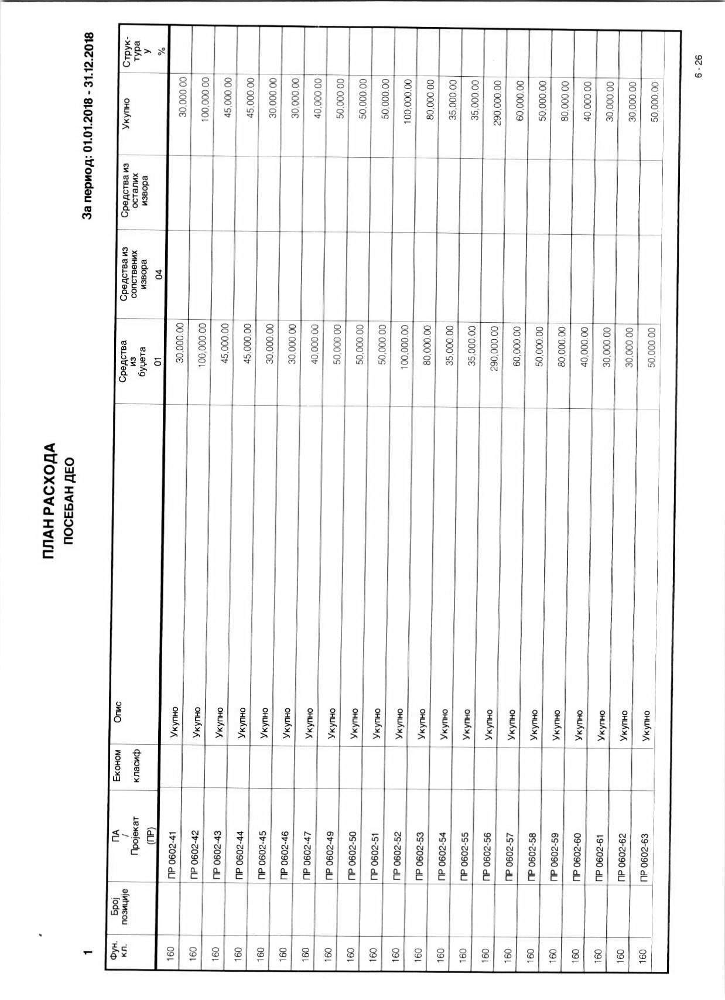 ПЛАН РАСХОДА
ПОСЕБАН ДЕО
1 За период: 01.01.2018 - 31.12.2018
Фун. кл. Број позиције ПА / Пројекат (ПР) Економ класиф Опис Средства из буџета 01 Средства из сопствених извора 04 Средства из осталих извора Укупно Струк- тура у %
160 ПР 0602-41 Укупно 30,000.00 30,000.00
160 ПР 0602-42 Укупно 100,000.00 100,000.00
160 ПР 0602-43 Укупно 45,000.00 45,000.00
160 ПР 0602-44 Укупно 45,000.00 45,000.00
160 ПР 0602-45 Укупно 30,000.00 30,000.00
160 ПР 0602-46 Укупно 30,000.00 30,000.00
160 ПР 0602-47 Укупно 40,000.00 40,000.00
160 ПР 0602-49 Укупно 50,000.00 50,000.00
160 ПР 0602-50 Укупно 50,000.00 50,000.00
160 ПР 0602-51 Укупно 50,000.00 50,000.00
160 ПР 0602-52 Укупно 100,000.00 100,000.00
160 ПР 0602-53 Укупно 80,000.00 80,000.00
160 ПР 0602-54 Укупно 35,000.00 35,000.00
160 ПР 0602-55 Укупно 35,000.00 35,000.00
160 ПР 0602-56 Укупно 290,000.00 290,000.00
160 ПР 0602-57 Укупно 60,000.00 60,000.00
160 ПР 0602-58 Укупно 50,000.00 50,000.00
160 ПР 0602-59 Укупно 80,000.00 80,000.00
160 ПР 0602-60 Укупно 40,000.00 40,000.00
160 ПР 0602-61 Укупно 30,000.00 30,000.00
160 ПР 0602-62 Укупно 30,000.00 30,000.00
160 ПР 0602-63 Укупно 50,000.00 50,000.00
6 - 26